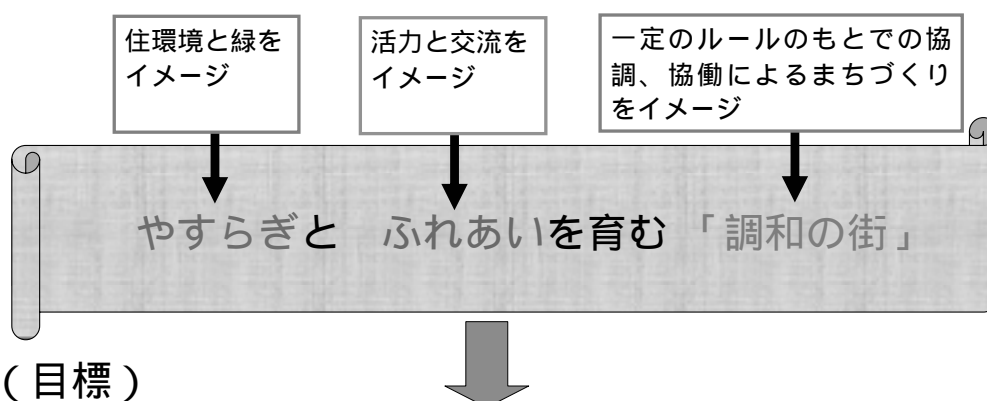 住環境と緑を
イメージ
活力と交流を
イメージ
一定のルールのもとでの協
調、協働によるまちづくり
をイメージ
やすらぎと ふれあいを育む「調和の街」
(目標)